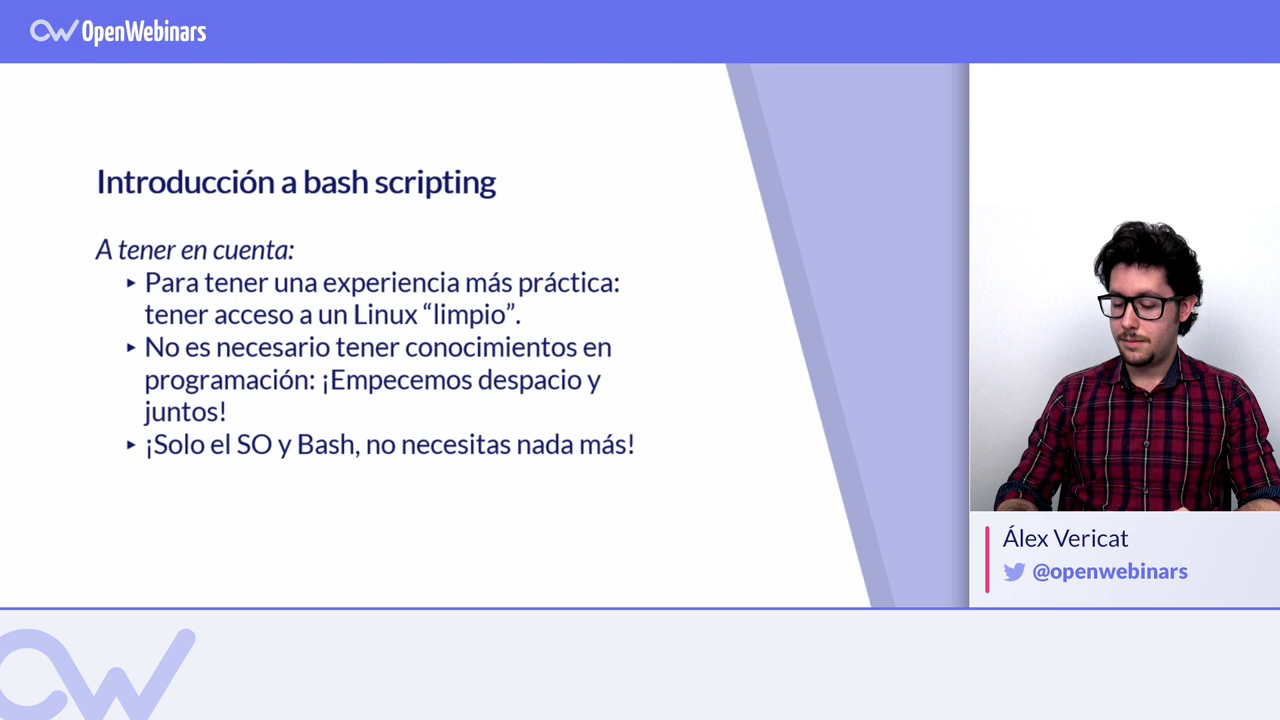 OpenWebinars
Introducción a bash scripting
A tener en cuenta:
‣ Para tener una experiencia más práctica:
tener acceso a un Linux “limpio”.
‣ No es necesario tener conocimientos en
programación: ¡Empecemos despacio y
juntos!
‣ ¡Solo el SO y Bash, no necesitas nada más!
Álex Vericat
@openwebinars